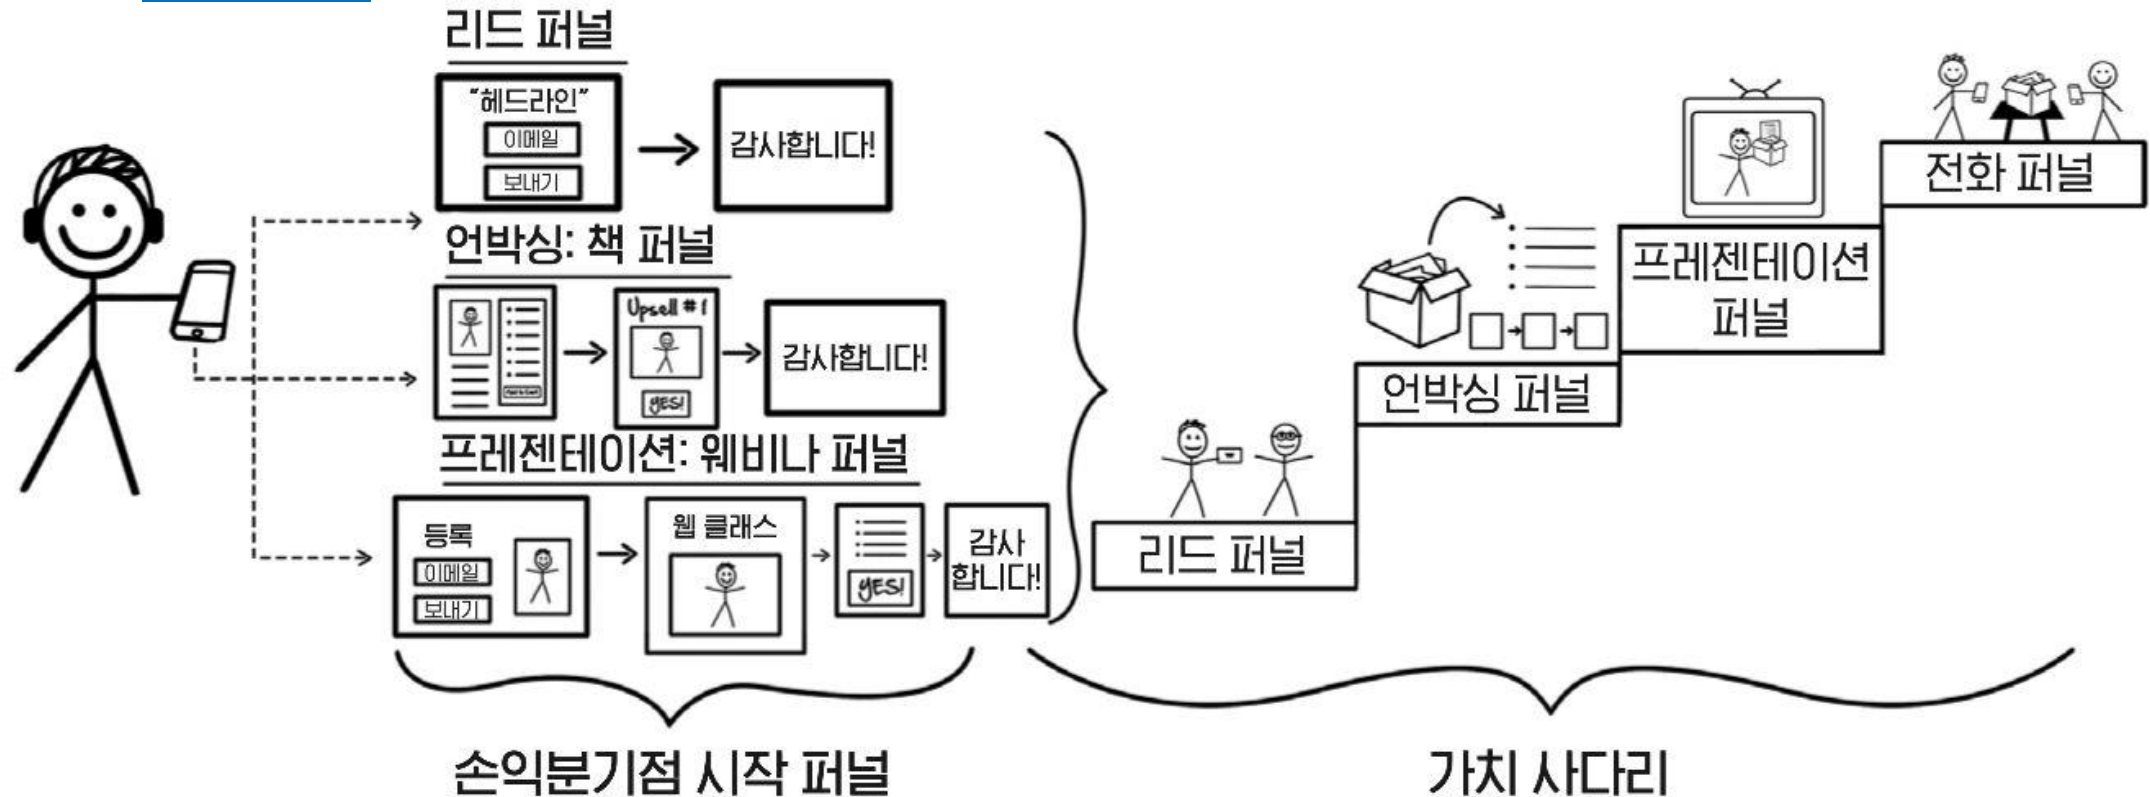 리드 퍼널
"헤드라인"
이메일
보내기
감사합니다!
언박싱: 책 퍼널
Upsell #1
YES!
감사합니다!
프레젠테이션: 웨비나 퍼널
등록
이메일
보내기
웹 클래스
YES!
감사
합니다!
손익분기점 시작 퍼널
리드 퍼널
언박싱 퍼널
프레젠테이션
퍼널
전화 퍼널
가치 사다리